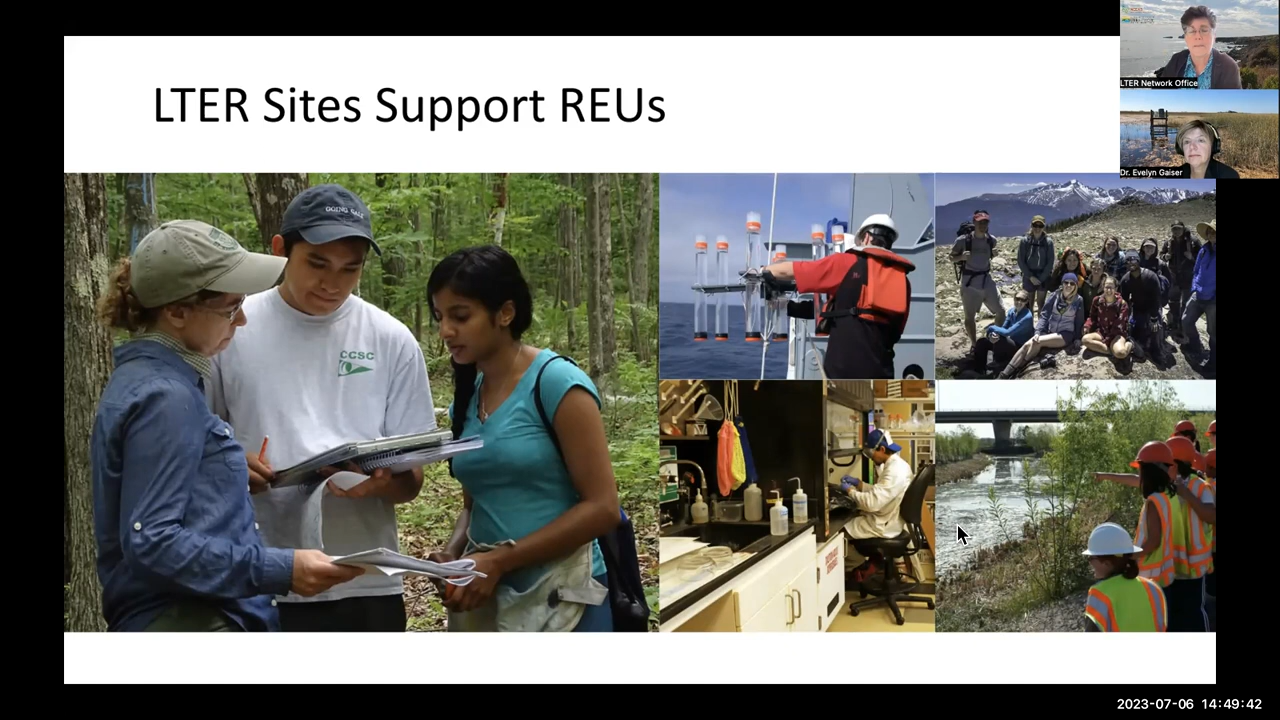 LTER Sites Support REUs
LTER Network Office
Dr. Evelyn Gaiser
CCSC
2023-07-06 14:49:42